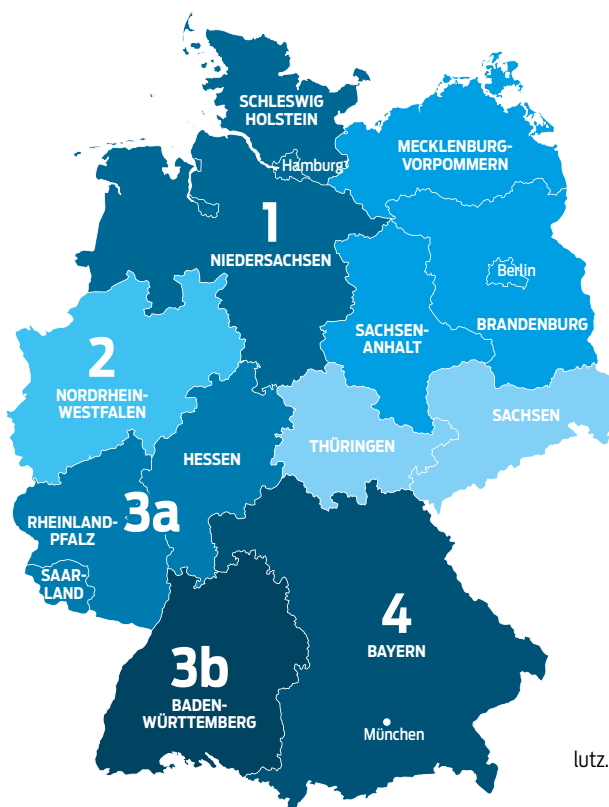 SCHLESWIG
HOLSTEIN
MECKLENBURG-
VORPOMMERN
Hamburg
1
NIEDERSACHSEN
Berlin
BRANDENBURG
SACHSEN-
ANHALT
2
NORDRHEIN-
WESTFALEN
SACHSEN
THÜRINGEN
HESSEN
3a
RHEINLAND-
PFALZ
SAAR-
LAND
4
BAYERN
3b
BADEN-
WÜRTTEMBERG
München
lutz.